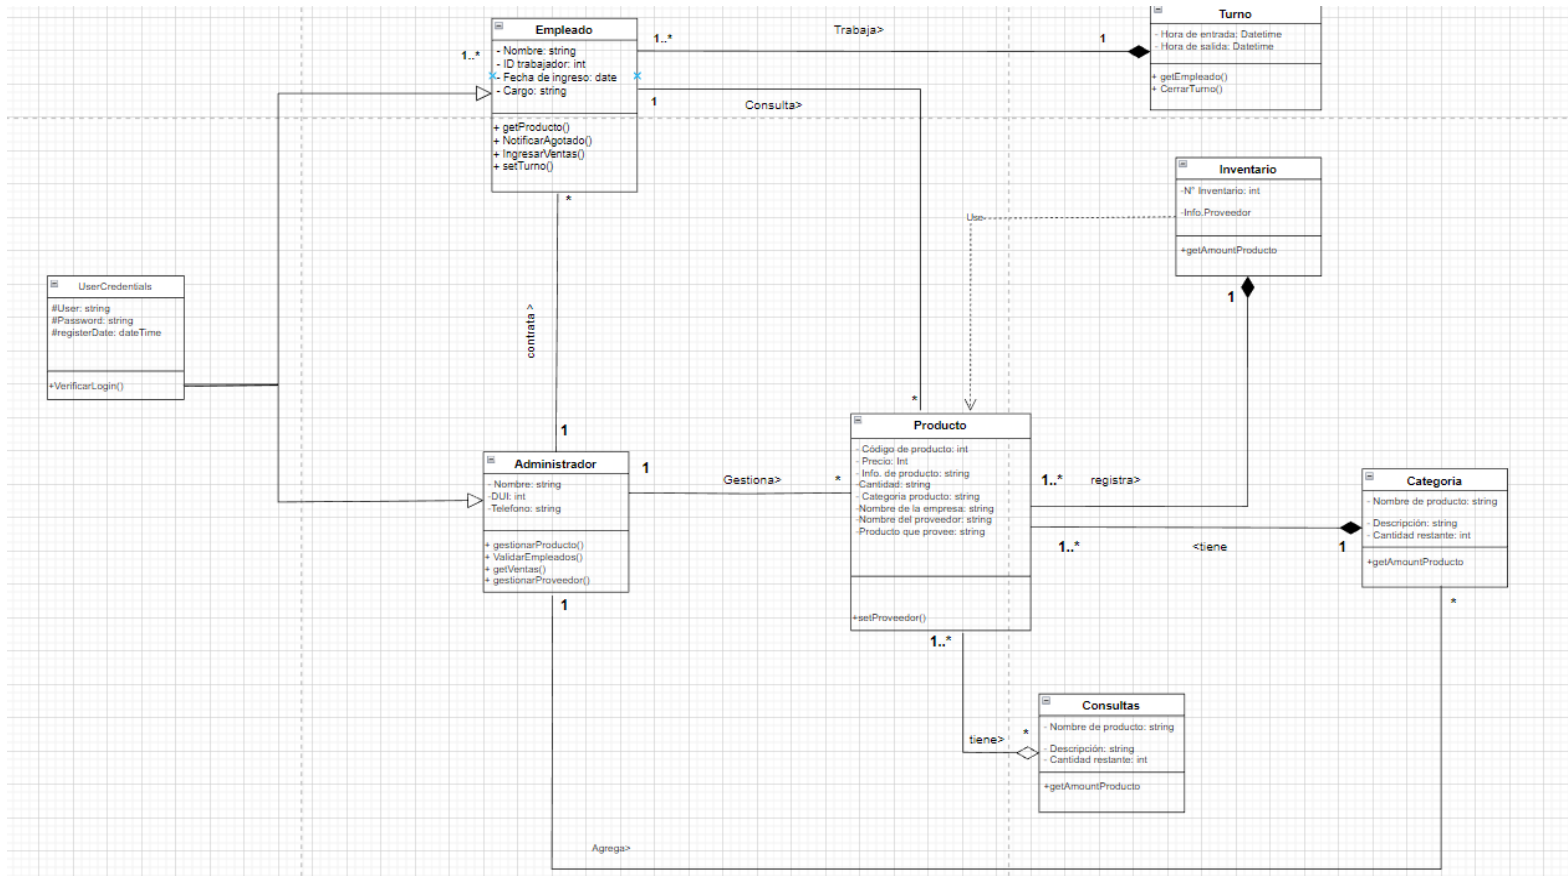 Empleado
- Nombre: string
- ID trabajador: int
- Fecha de ingreso: date
- Cargo: string
+ getProducto()
+ NotificarAgotado()
+ IngresarVentas()
+ setTurno()
1..*
1..*
Trabaja>
1
Turno
- Hora de entrada: Datetime
- Hora de salida: Datetime
+ getEmpleado()
+ CerrarTurno()
1
Consulta>
*
*
contrata >
1
Inventario
-N° Inventario: int
-Info.Proveedor
+getAmountProducto
Use
1
UserCredentials
#User: string
#Password: string
#registerDate: dateTime
+VerificarLogin()
Administrador
- Nombre: string
-DUI: int
-Telefono: string
+ gestionarProducto()
+ ValidarEmpleados()
+ getVentas()
+ gestionarProveedor()
1
Gestiona>
*
Producto
- Código de producto: int
- Precio: Int
- Info. de producto: string
-Cantidad: string
- Categoria producto: string
-Nombre de la empresa: string
-Nombre del proveedor: string
-Producto que provee: string
+setProveedor()
1..*
registra>
1..*
<tiene
1
Categoria
- Nombre de producto: string
- Descripción: string
- Cantidad restante: int
+getAmountProducto
*
1
1..*
tiene>
*
Consultas
- Nombre de producto: string
- Descripción: string
- Cantidad restante: int
+getAmountProducto
Agrega>